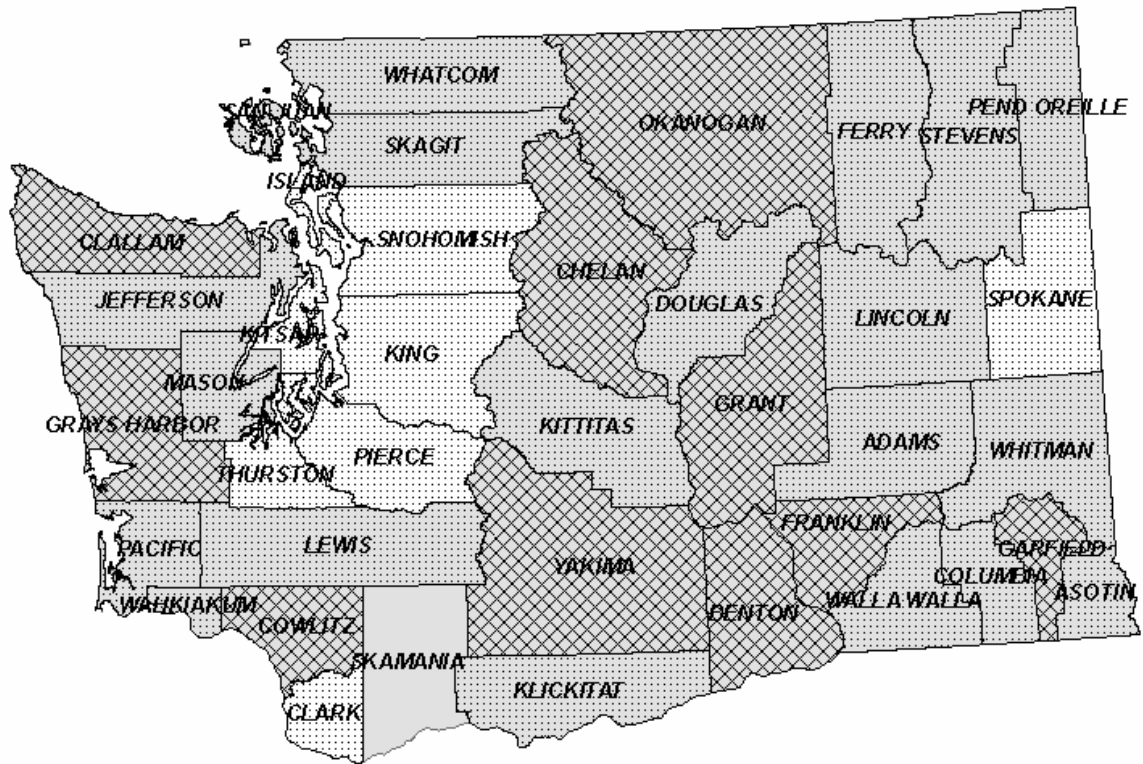 WHATCOM
SAN JUAN
SKAGIT
ISLAND
OKANOGAN
FERRY
STEVENS
PEND OREILLE
CLALLAM
SNOHOMISH
CHELAN
JEFFERSON
DOUGLAS
SPOKANE
LINCOLN
KITSAP
KING
MASON
GRANT
GRAYS HARBOR
KITTITAS
ADAMS
WHITMAN
THURSTON
PIERCE
FRANKLIN
PACIFIC
LEWIS
GARFIELD
YAKIMA
COLUMBIA
ASOTIN
WAHKIAKUM
WALLA WALLA
BENTON
COWLITZ
SKAMANIA
KLICKITAT
CLARK